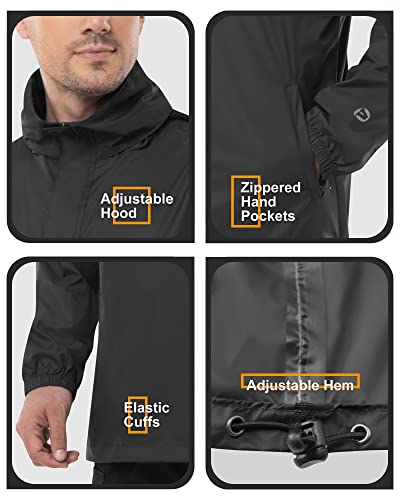 Adjustable
Hood
Zippered
Hand
Pockets
Elastic
Cuffs
Adjustable Hem